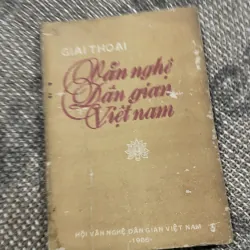 GIAI THOẠI
Văn nghệ
Dân gian
Việt nam
HỘI VĂN NGHỆ DÂN GIAN VIỆT NAM